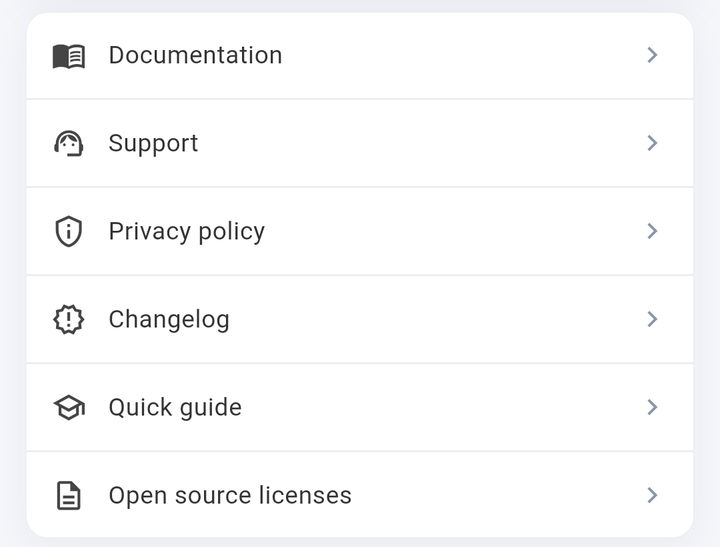 Documentation
Support
Privacy policy
Changelog
Quick guide
Open source licenses